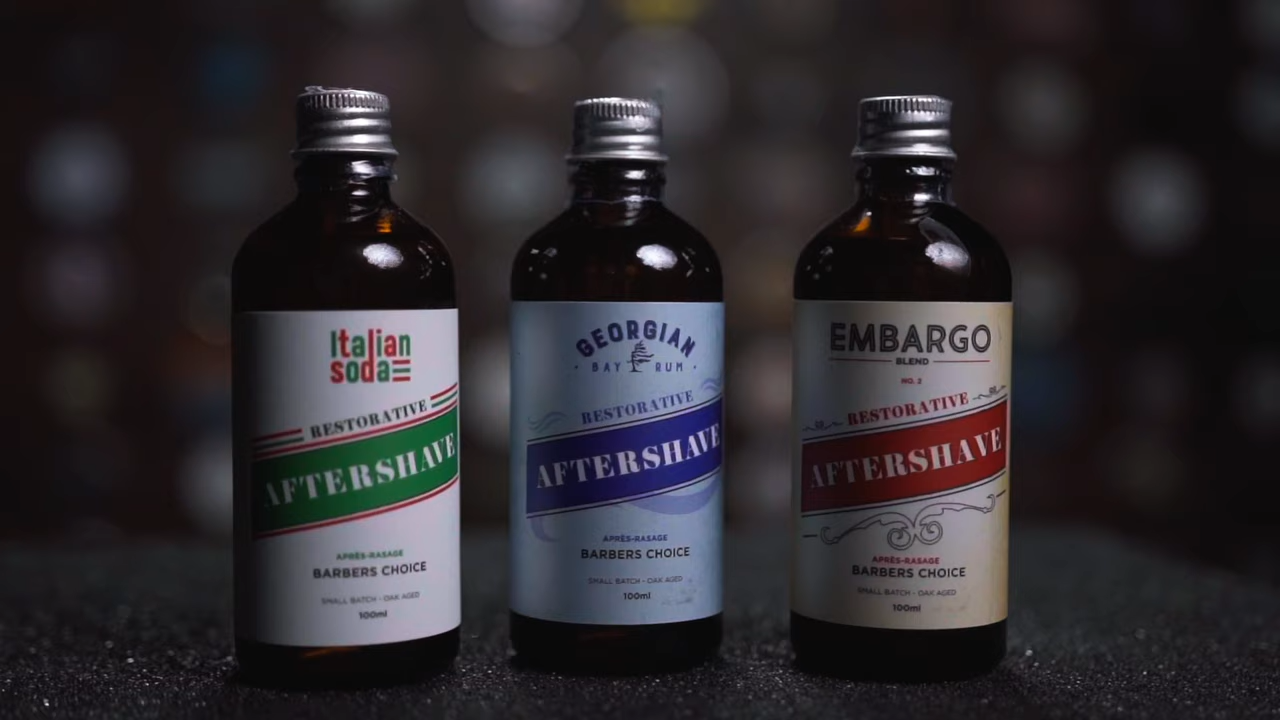 Italian
soda
RESTORATIVE
AFTERSHAVE
APRÈS-RASAGE
BARBERS CHOICE
SMALL BATCH - OAK AGED
100ml
GEORGIAN
• BAY RUM •
RESTORATIVE
AFTERSHAVE
APRÈS-RASAGE
BARBERS CHOICE
SMALL BATCH - OAK AGED
100ml
EMBARGO
BLEND
NO. 2
RESTORATIVE
AFTERSHAVE
APRÈS-RASAGE
BARBERS CHOICE
SMALL BATCH - OAK AGED
100ml